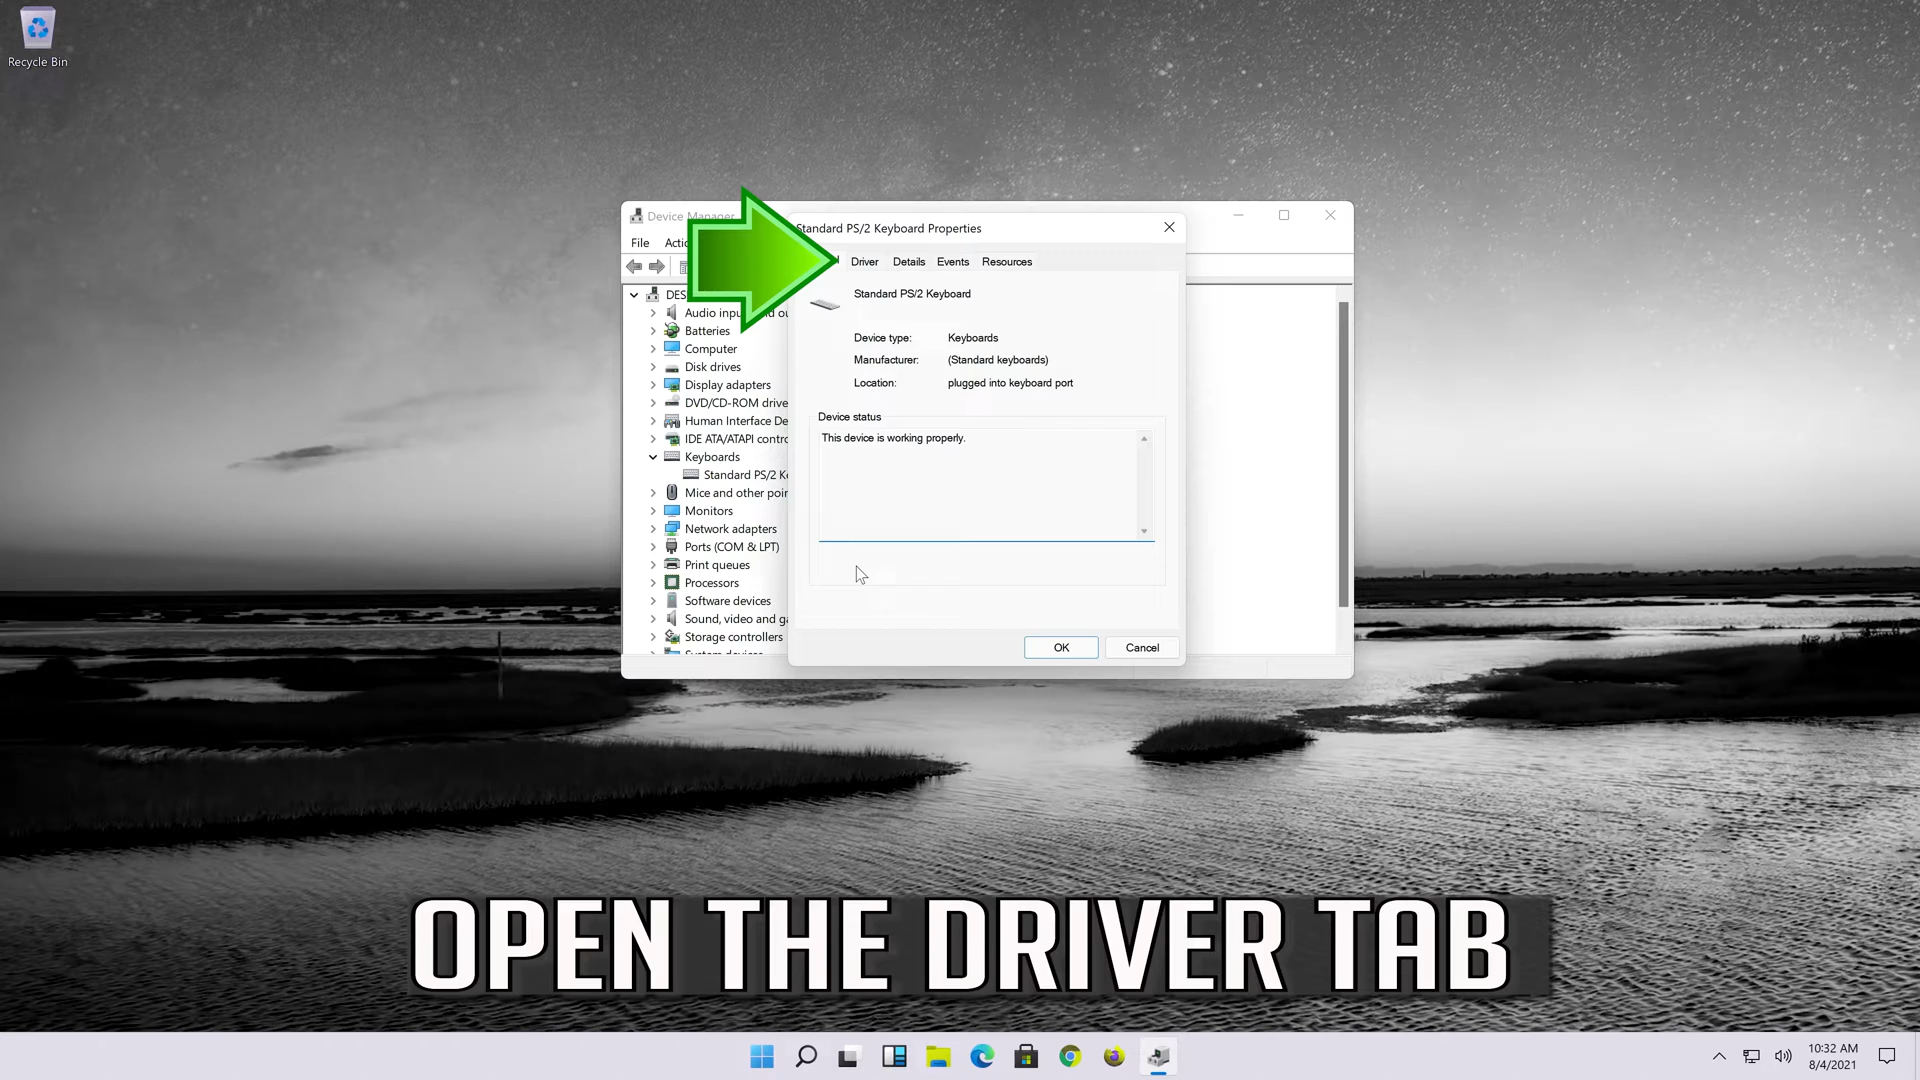 Recycle Bin
Device Manager
File
Standard PS/2 Keyboard Properties
Driver
Details
Events
Resources
Standard PS/2 Keyboard
Device type:
Keyboards
Manufacturer:
(Standard keyboards)
Location:
plugged into keyboard port
Device status
This device is working properly.
OK
Cancel
Batteries
Computer
Disk drives
Display adapters
DVD/CD-ROM drive
Human Interface De
IDE ATA/ATAPI contro
Keyboards
Standard PS/2 Ke
Mice and other poin
Monitors
Network adapters
Ports (COM & LPT)
Print queues
Processors
Software devices
Sound, video and ga
Storage controllers
OPEN THE DRIVER TAB
10:32 AM
8/4/2021